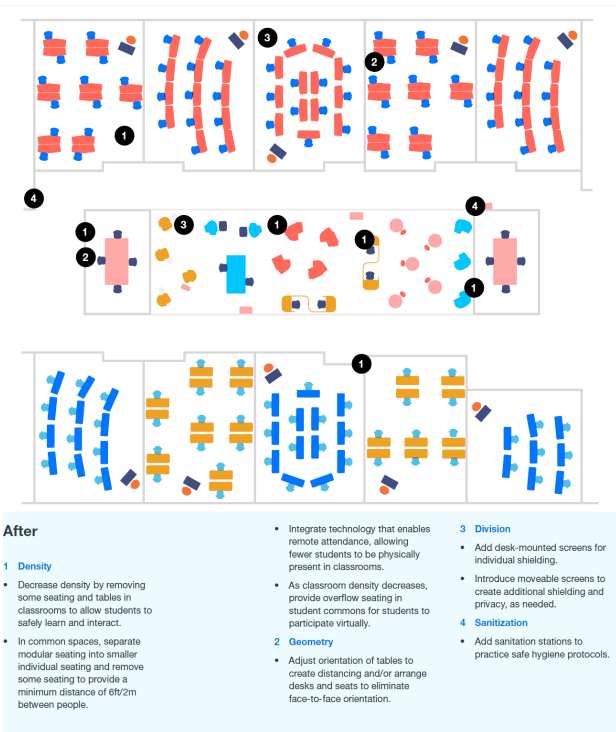 3
2
1
4
4
1
3
1
1
2
1
1
After
1 Density
• Decrease density by removing
some seating and tables in
classrooms to allow students to
safely learn and interact.
• In common spaces, separate
modular seating into smaller
individual seating and remove
some seating to provide a
minimum distance of 6ft/2m
between people.
• Integrate technology that enables
remote attendance, allowing
fewer students to be physically
present in classrooms.
• As classroom density decreases,
provide overflow seating in
student commons for students to
participate virtually.
2 Geometry
• Adjust orientation of tables to
create distancing and/or arrange
desks and seats to eliminate
face-to-face orientation.
3 Division
• Add desk-mounted screens for
individual shielding.
• Introduce moveable screens to
create additional shielding and
privacy, as needed.
4 Sanitization
• Add sanitation stations to
practice safe hygiene protocols.